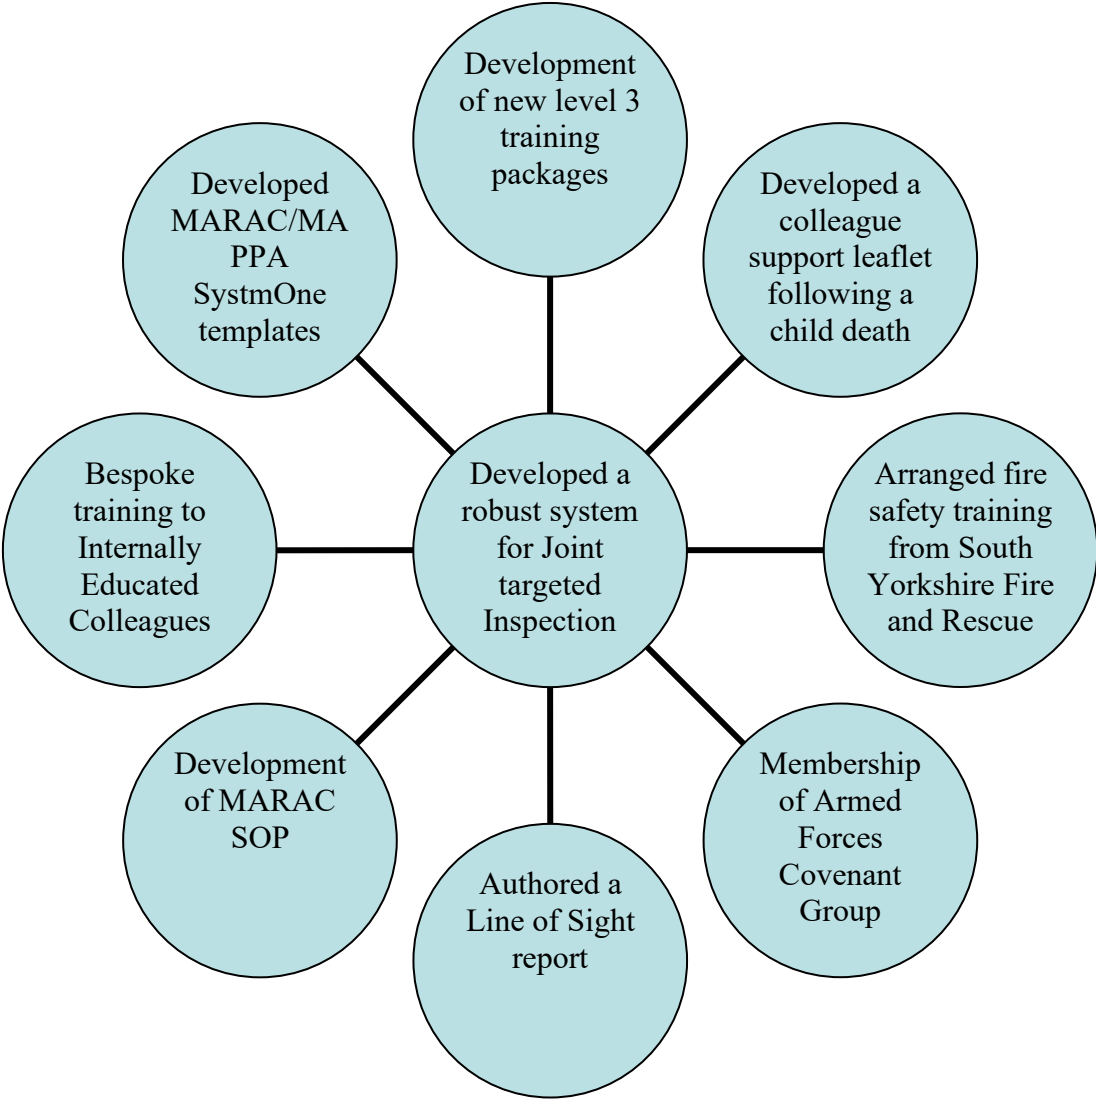 Development
of new level 3
training
packages
Developed
MARAC/MA
PPA
SystmOne
templates
Developed a
colleague
support leaflet
following a
child death
Bespoke
training to
Internally
Educated
Colleagues
Developed a
robust system
for Joint
targeted
Inspection
Arranged fire
safety training
from South
Yorkshire Fire
and Rescue
Development
of MARAC
SOP
Membership
of Armed
Forces
Covenant
Group
Authored a
Line of Sight
report